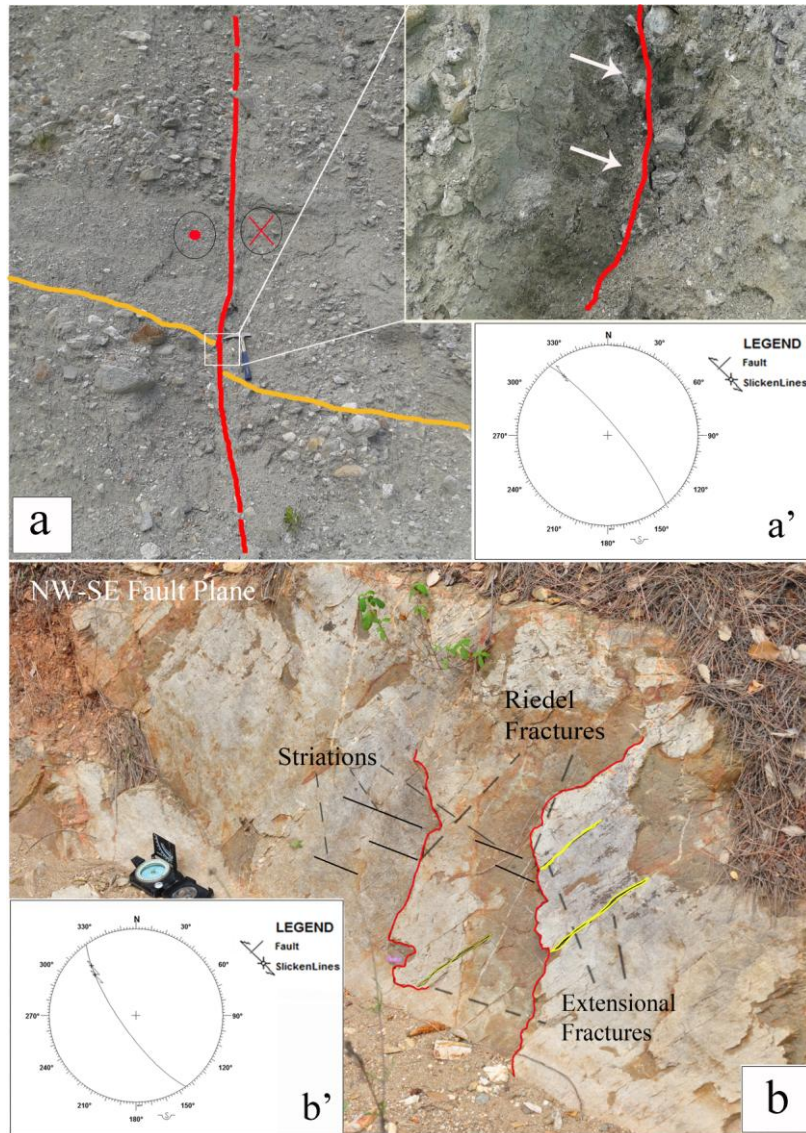 a
LEGEND
Fault
SlickenLines
N
30°
60°
90°
120°
150°
180°
210°
240°
270°
300°
330°
S
a'
NW-SE Fault Plane
Striations
Riedel
Fractures
Extensional
Fractures
LEGEND
Fault
SlickenLines
N
30°
60°
90°
120°
150°
180°
210°
240°
270°
300°
330°
S
b'
b